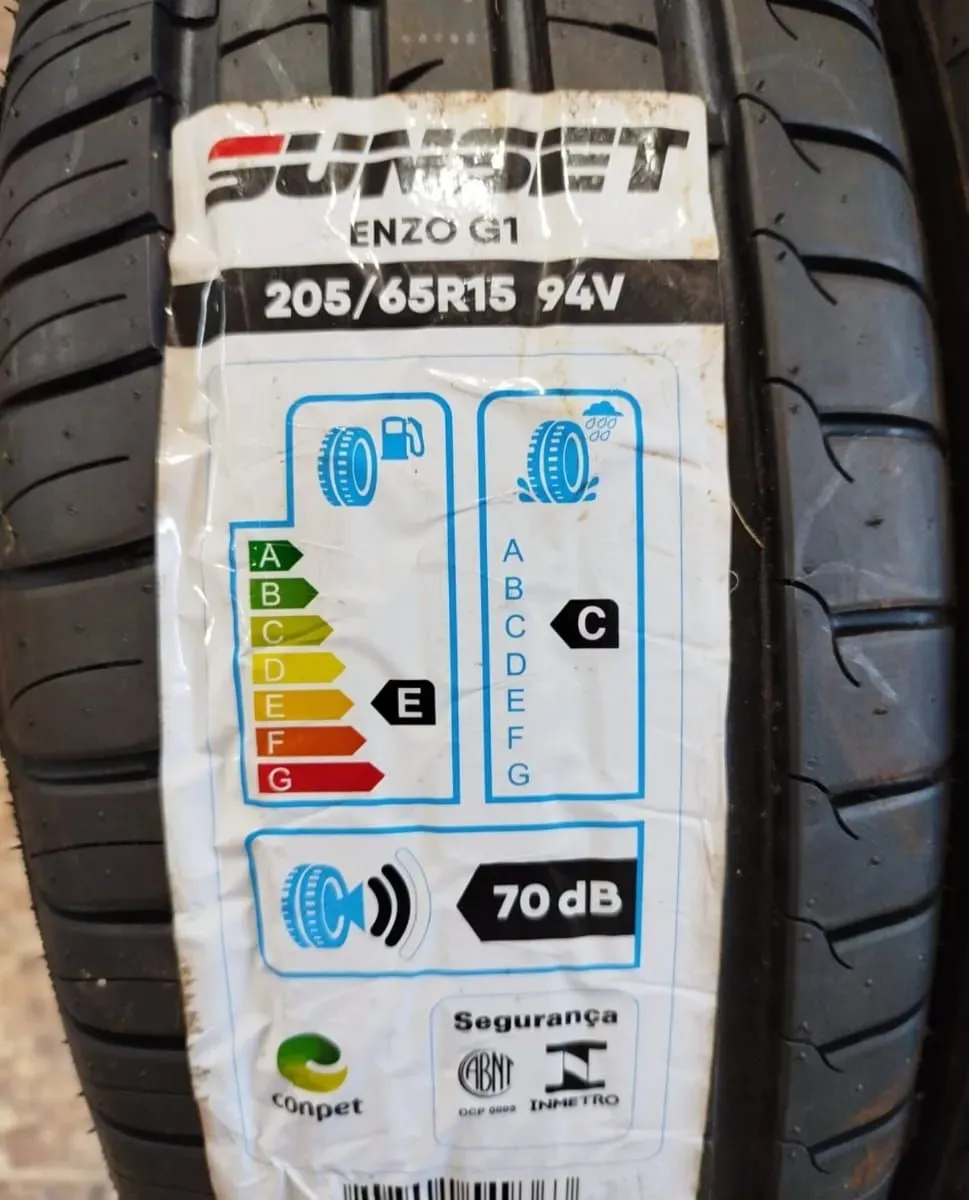 SUNSET
ENZO G1
205/65R15 94V
A
B
C
D
E
F
G
E
A
B
C
D
E
F
G
C
70 dB
conpet
Segurança
ABNT
INMETRO